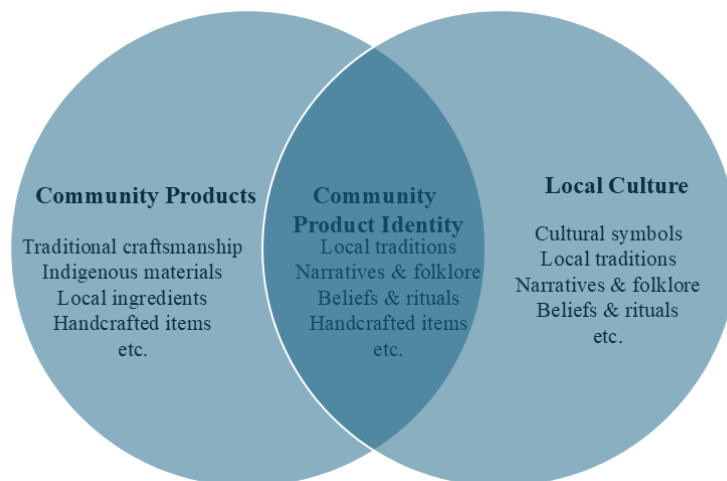 Community Products
Traditional craftsmanship
Indigenous materials
Local ingredients
Handcrafted items
etc.
Community
Product Identity
Local traditions
Narratives & folklore
Beliefs & rituals
Handcrafted items
etc.
Local Culture
Cultural symbols
Local traditions
Narratives & folklore
Beliefs & rituals
etc.